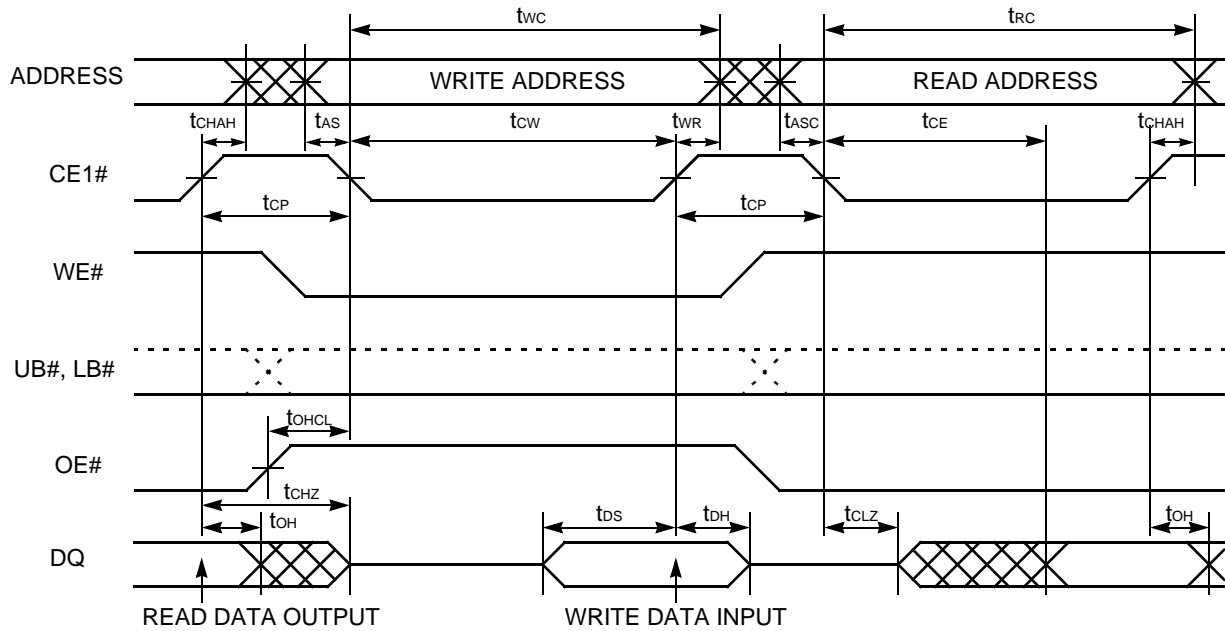 tWC
tRC
ADDRESS
WRITE ADDRESS
READ ADDRESS
tCHAH
tAS
tCW
tWR
tASC
tCE
tCHAH
CE1#
tCP
tCP
WE#
UB#, LB#
tOHCL
OE#
tCHZ
tOH
tDS
tDH
tCLZ
tOH
DQ
READ DATA OUTPUT
WRITE DATA INPUT